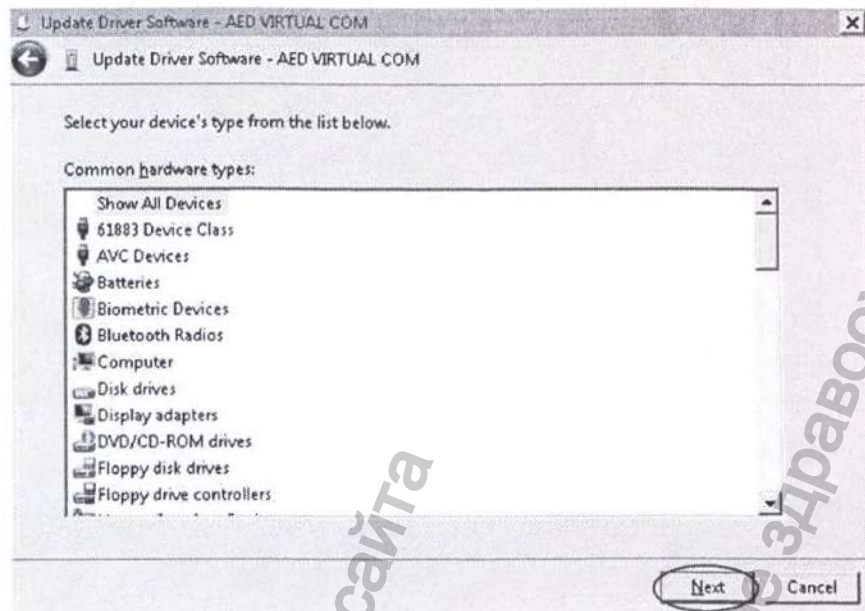 Update Driver Software - AED VIRTUAL COM
Update Driver Software - AED VIRTUAL COM
Select your device's type from the list below.
Common hardware types:
Show All Devices
61883 Device Class
AVC Devices
Batteries
Biometric Devices
Bluetooth Radios
Computer
Disk drives
Display adapters
DVD/CD-ROM drives
Floppy disk drives
Floppy drive controllers
Next
Cancel
сайта